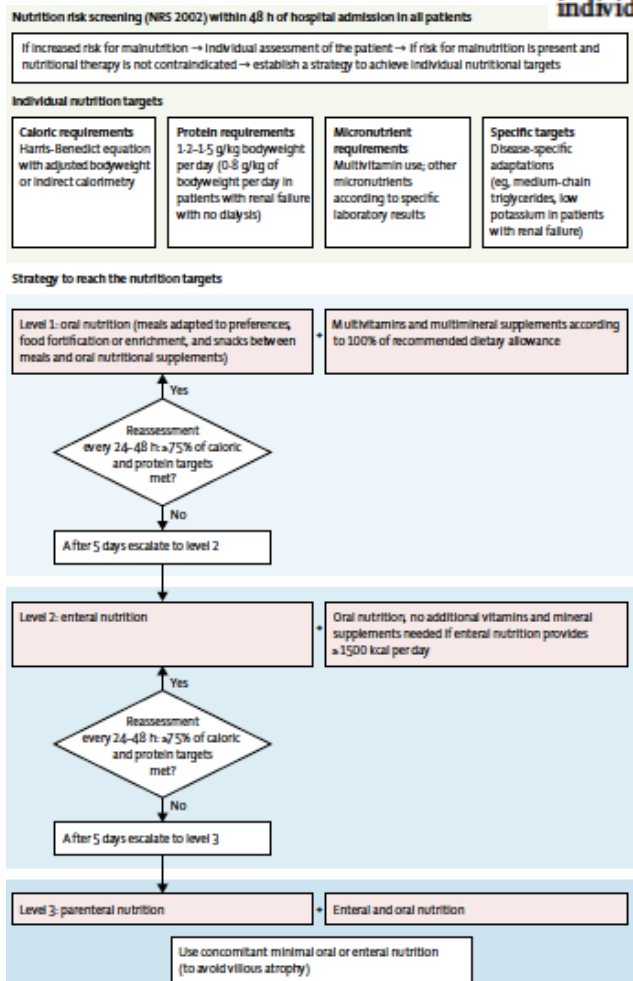 individ
Nutrition risk screening (NRS 2002) within 48 h of hospital admission in all patients
If increased risk for malnutrition → individual assessment of the patient → If risk for malnutrition is present and
nutritional therapy is not contraindicated → establish a strategy to achieve individual nutritional targets
Individual nutrition targets
Caloric requirements
Harris-Benedict equation
with adjusted bodyweight
or indirect calorimetry
Protein requirements
1·2–1·5 g/kg bodyweight
per day (0·8 g/kg of
bodyweight per day in
patients with renal failure
with no dialysis)
Micronutrient
requirements
Multivitamin use; other
micronutrients
according to specific
laboratory results
Specific targets
Disease-specific
adaptations
(eg, medium-chain
triglycerides, low
potassium in patients
with renal failure)
Strategy to reach the nutrition targets
Level 1: oral nutrition (meals adapted to preferences,
food fortification or enrichment, and snacks between
meals and oral nutritional supplements)
+
Multivitamins and multimineral supplements according
to 100% of recommended dietary allowance
Yes
Reassessment
every 24–48 h: ≥75% of caloric
and protein targets
met?
No
After 5 days escalate to level 2
Level 2: enteral nutrition
+
Oral nutrition, no additional vitamins and mineral
supplements needed if enteral nutrition provides
≥1500 kcal per day
Yes
Reassessment
every 24–48 h: ≥75% of caloric
and protein targets
met?
No
After 5 days escalate to level 3
Level 3: parenteral nutrition
+
Enteral and oral nutrition
Use concomitant minimal oral or enteral nutrition
(to avoid villous atrophy)